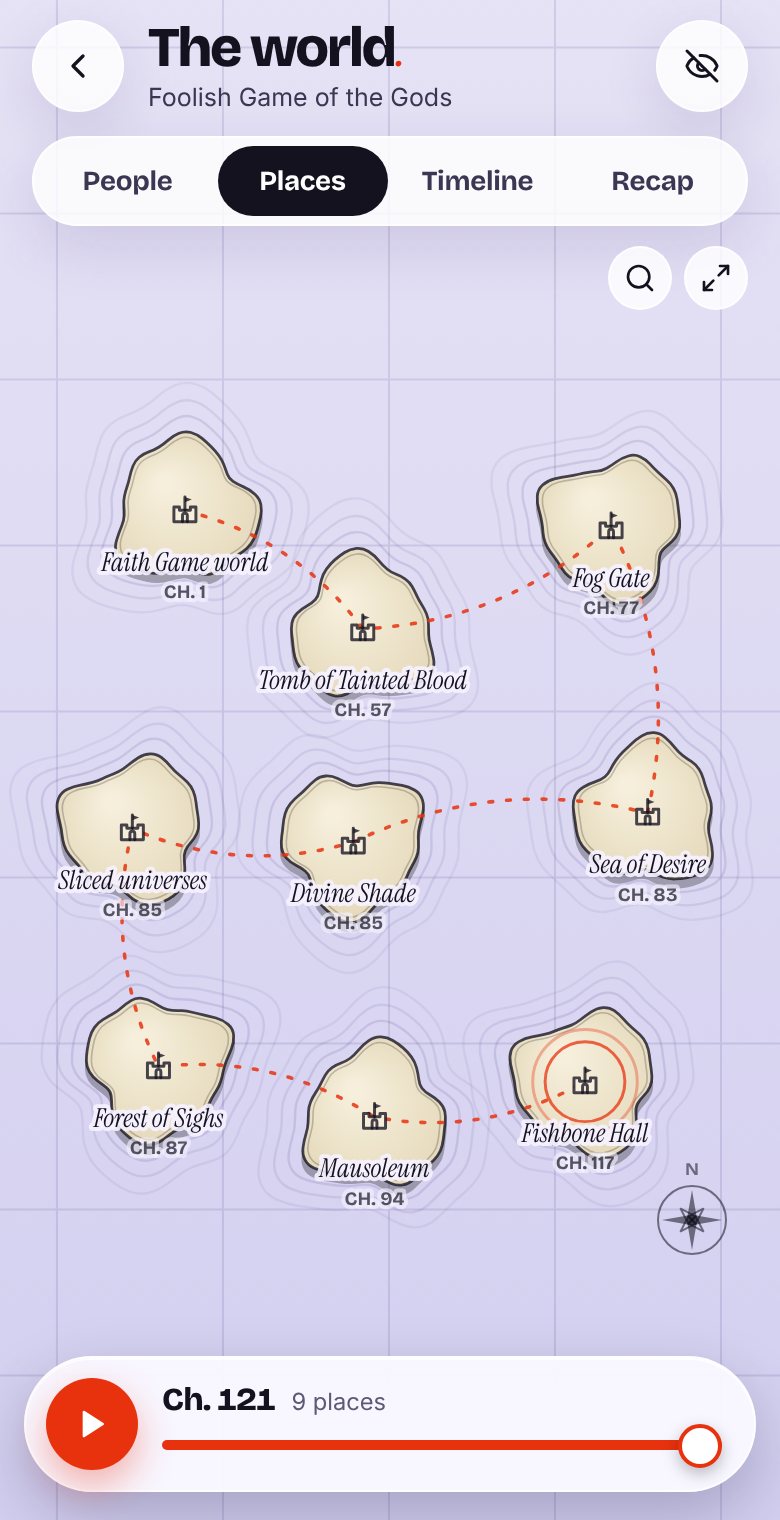 The world.
Foolish Game of the Gods
People
Places
Timeline
Recap
Faith Game world
CH. 1
Fog Gate
CH. 77
Tomb of Tainted Blood
CH. 57
Sea of Desire
CH. 83
Sliced universes
CH. 85
Divine Shade
CH. 85
Forest of Sighs
CH. 87
Mausoleum
CH. 94
Fishbone Hall
CH. 117
N
Ch. 121 9 places